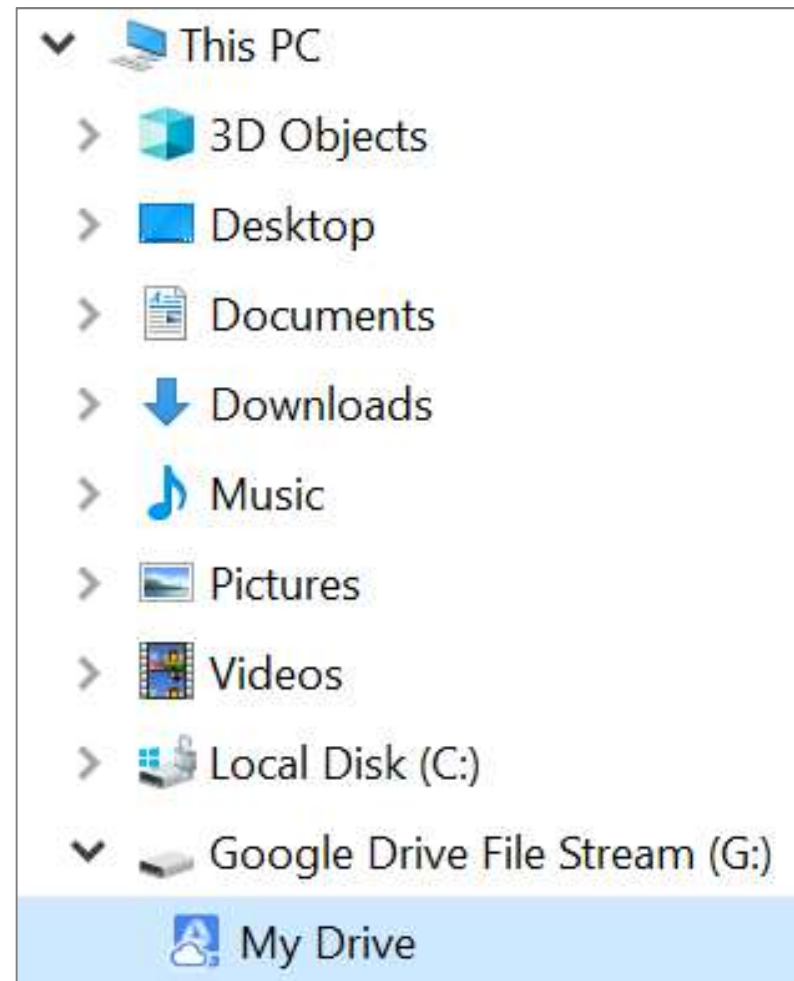 This PC
3D Objects
Desktop
Documents
Downloads
Music
Pictures
Videos
Local Disk (C:)
Google Drive File Stream (G:)
My Drive